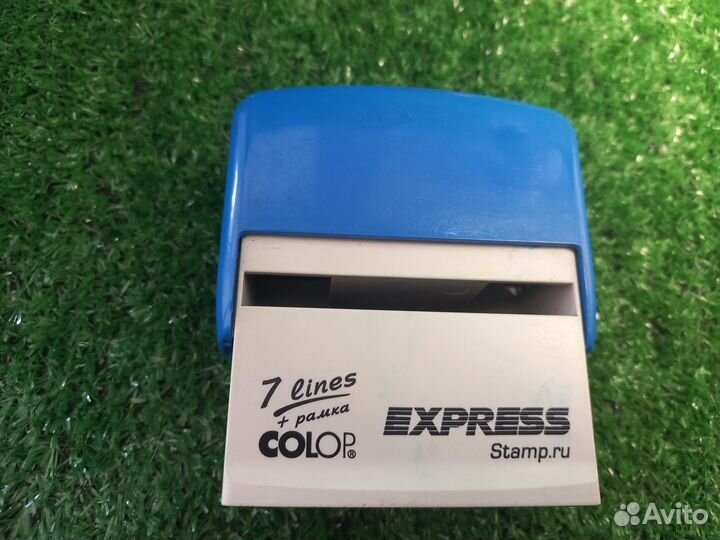 7 lines
+ рамка
COLOP®
EXPRESS
Stamp.ru
Avito